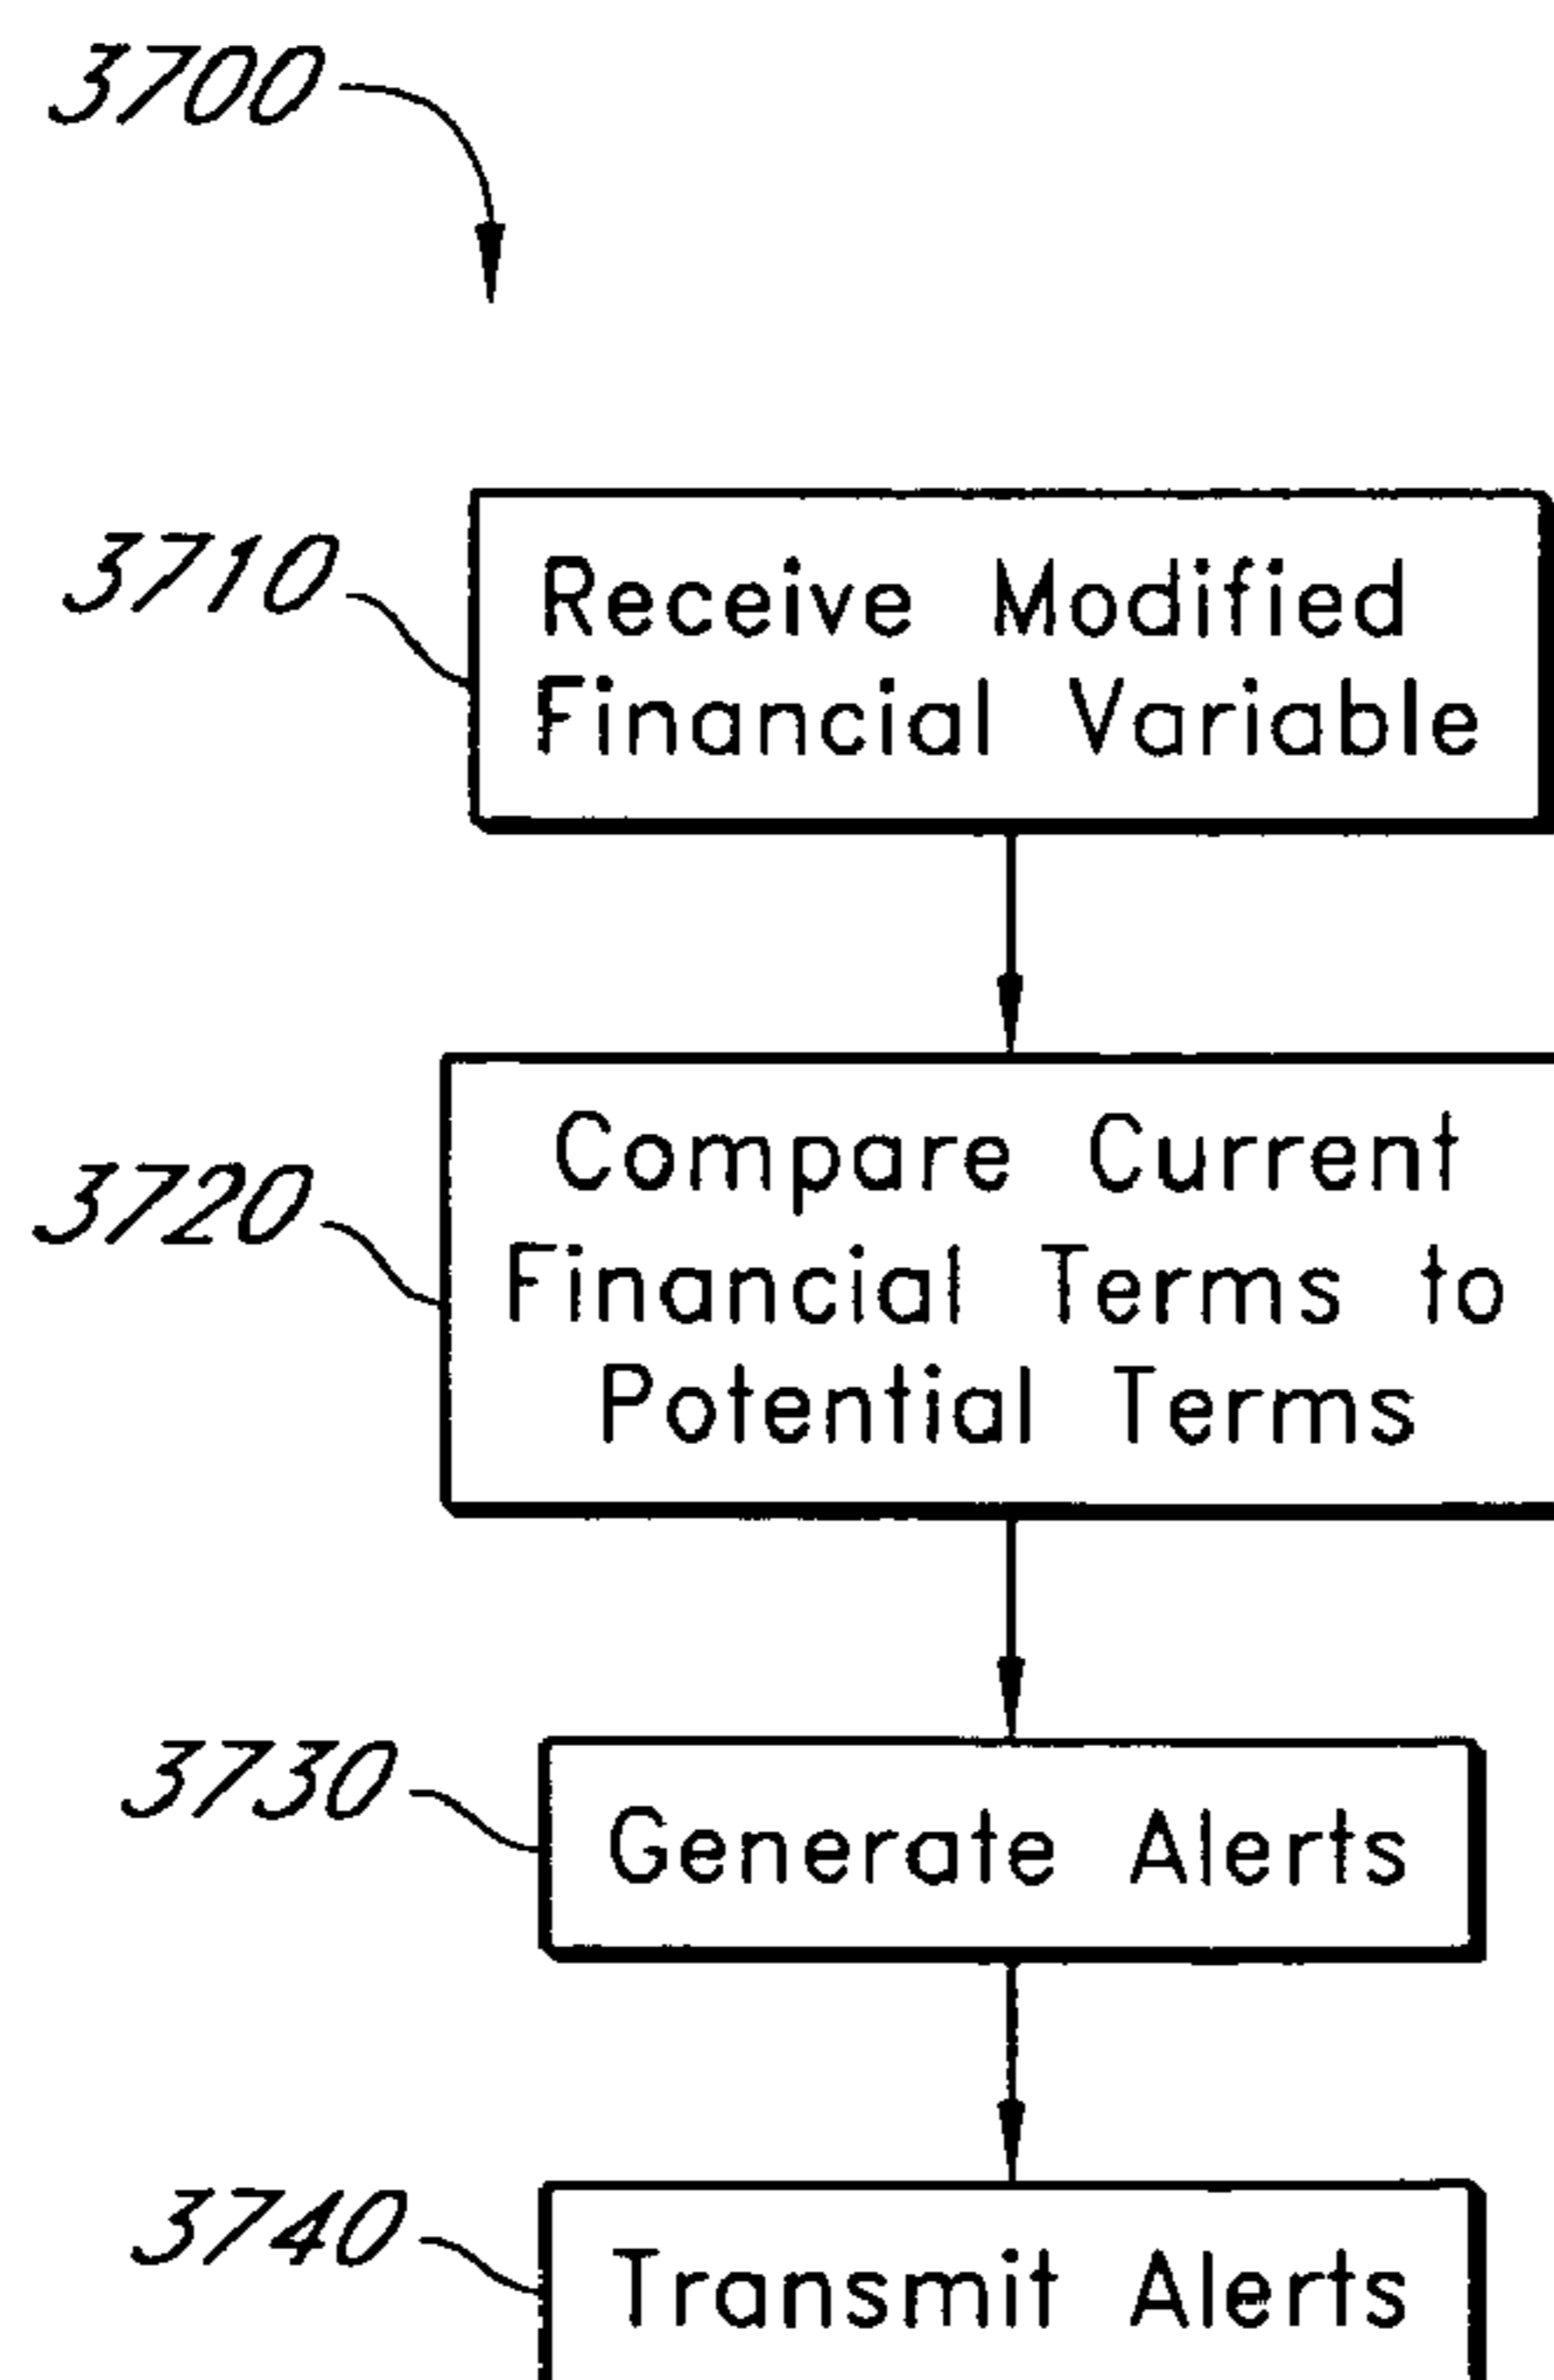 3700
3710
Receive Modified
Financial Variable
3720
Compare Current
Financial Terms to
Potential Terms
3730
Generate Alerts
3740
Transmit Alerts